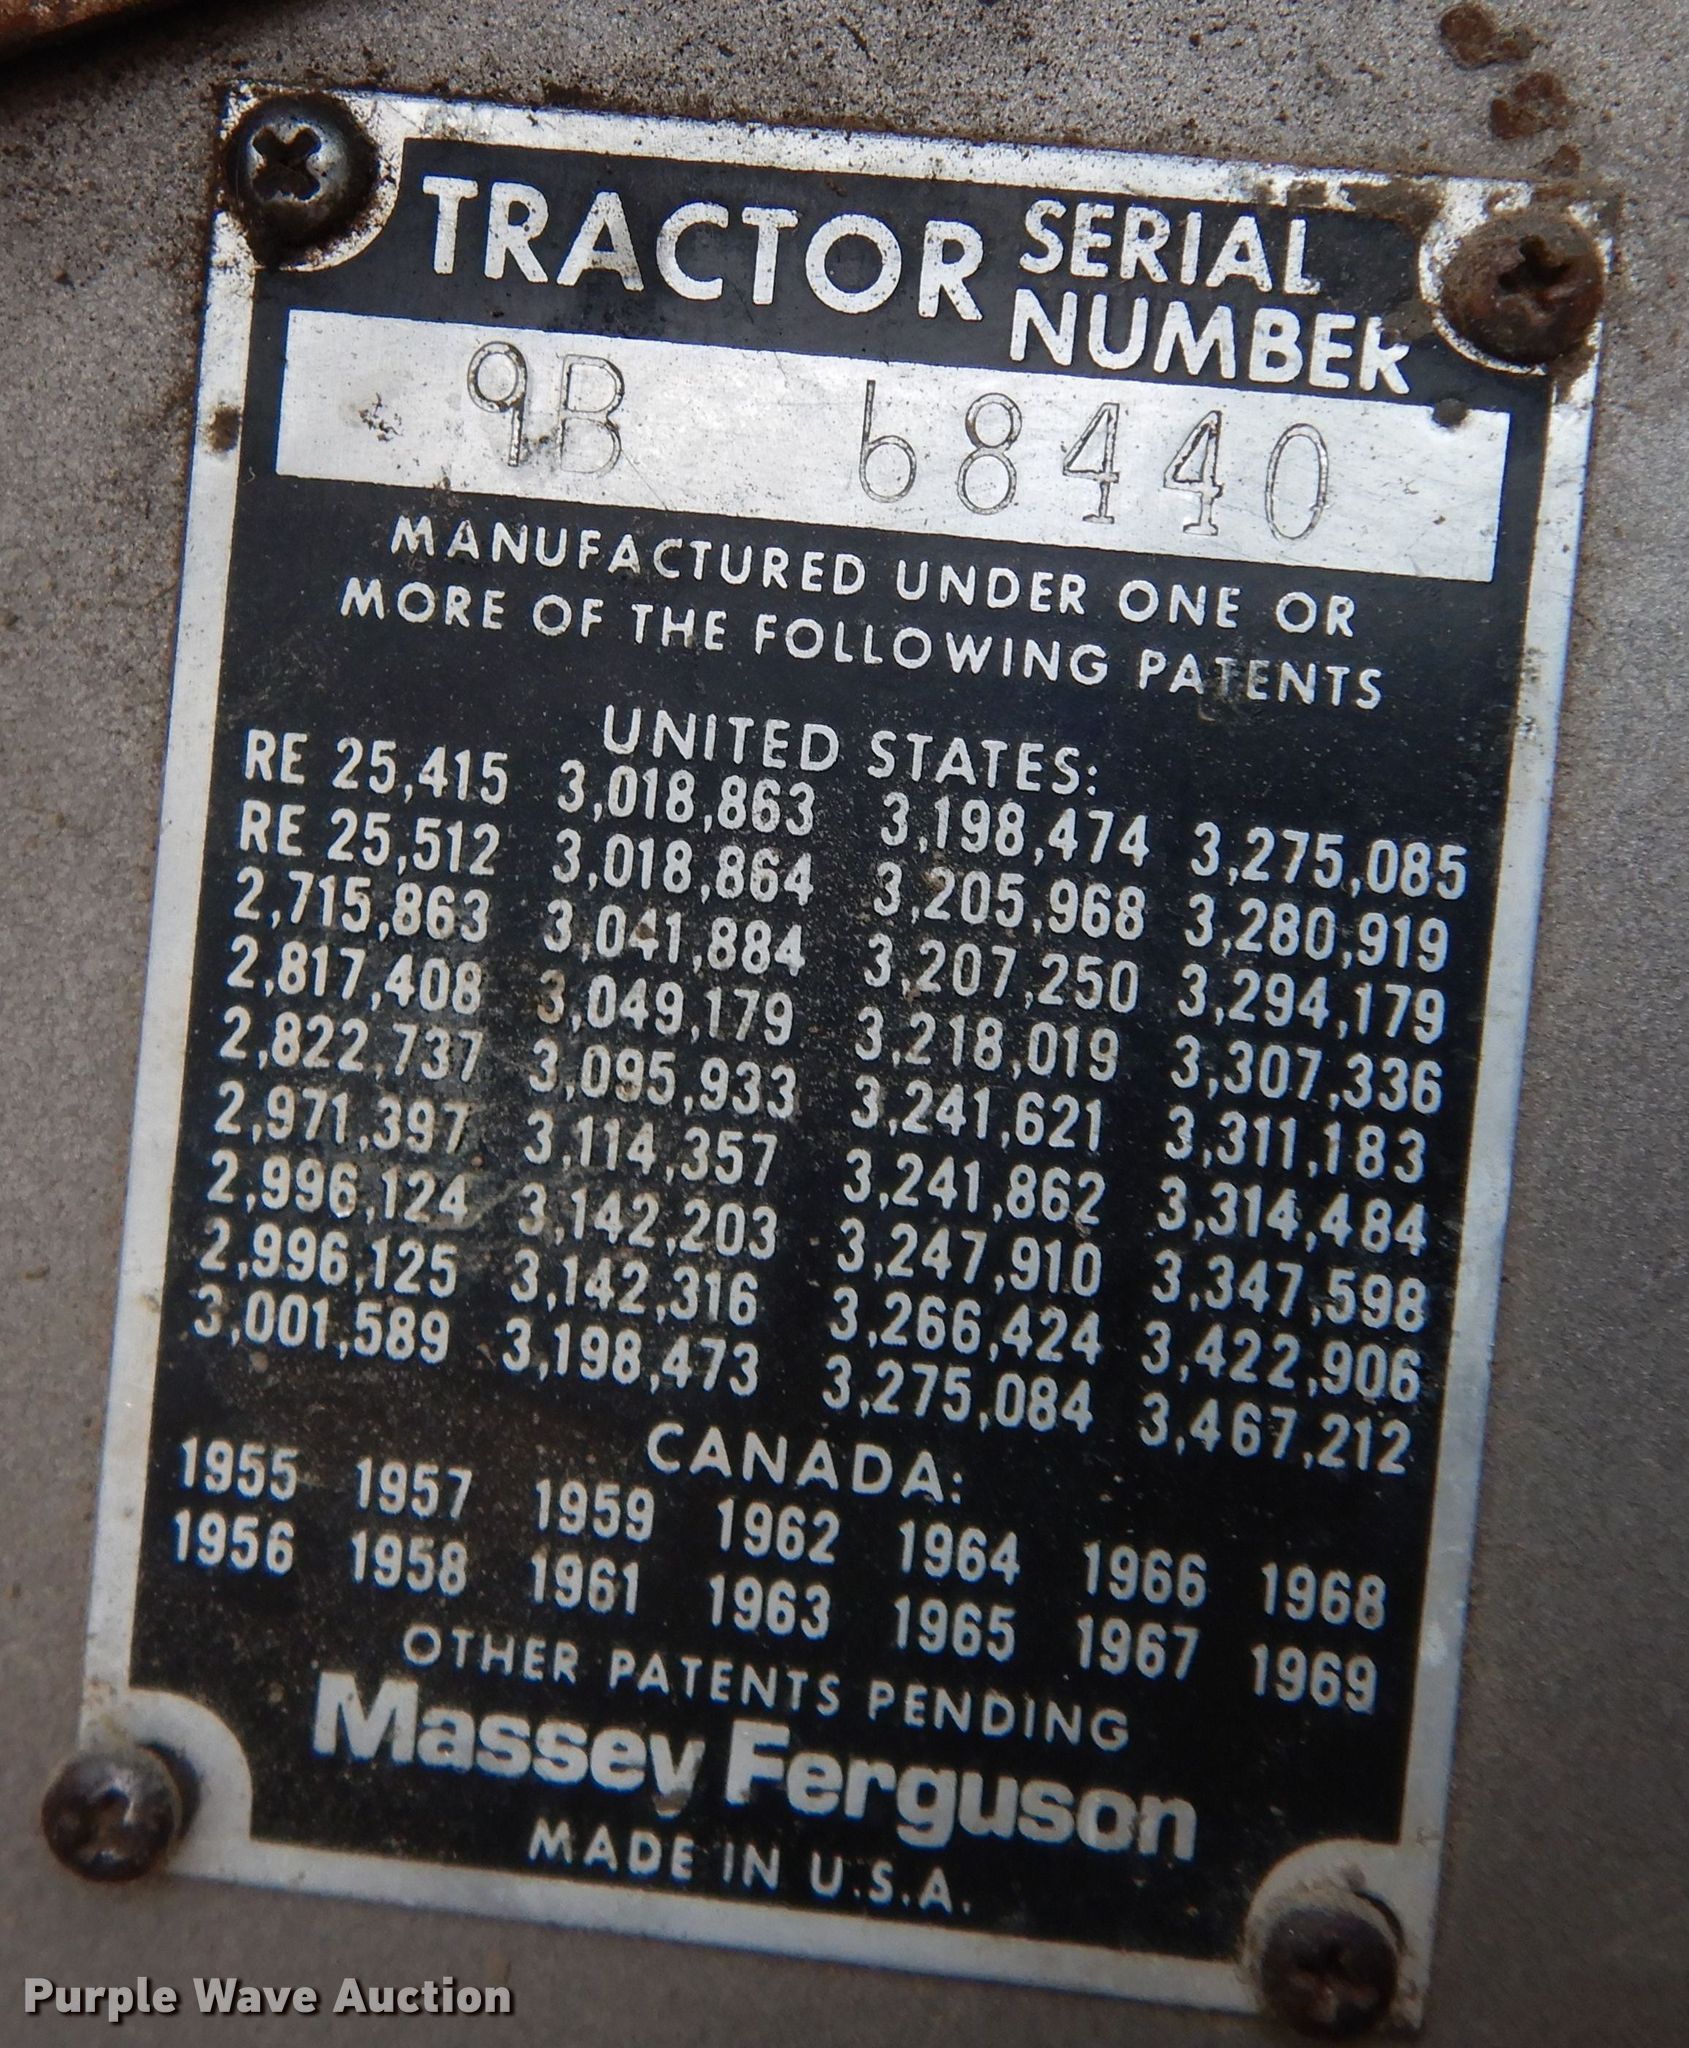 TRACTOR SERIAL NUMBER
9B 68440
MANUFACTURED UNDER ONE OR
MORE OF THE FOLLOWING PATENTS
UNITED STATES:
RE 25,415 3,018,863 3,198,474 3,275,085
RE 25,512 3,018,864 3,205,968 3,280,919
2,715,863 3,041,884 3,207,250 3,294,179
2,817,408 3,049,179 3,218,019 3,307,336
2,822,737 3,095,933 3,241,621 3,311,183
2,971,397 3,114,357 3,241,862 3,314,484
2,996,124 3,142,203 3,247,910 3,347,598
2,996,125 3,142,316 3,266,424 3,422,906
3,001,589 3,198,473 3,275,084 3,467,212
CANADA:
1955 1957 1959 1962 1964 1966 1968
1956 1958 1961 1963 1965 1967 1969
OTHER PATENTS PENDING
Massey Ferguson
MADE IN U.S.A.
Purple Wave Auction